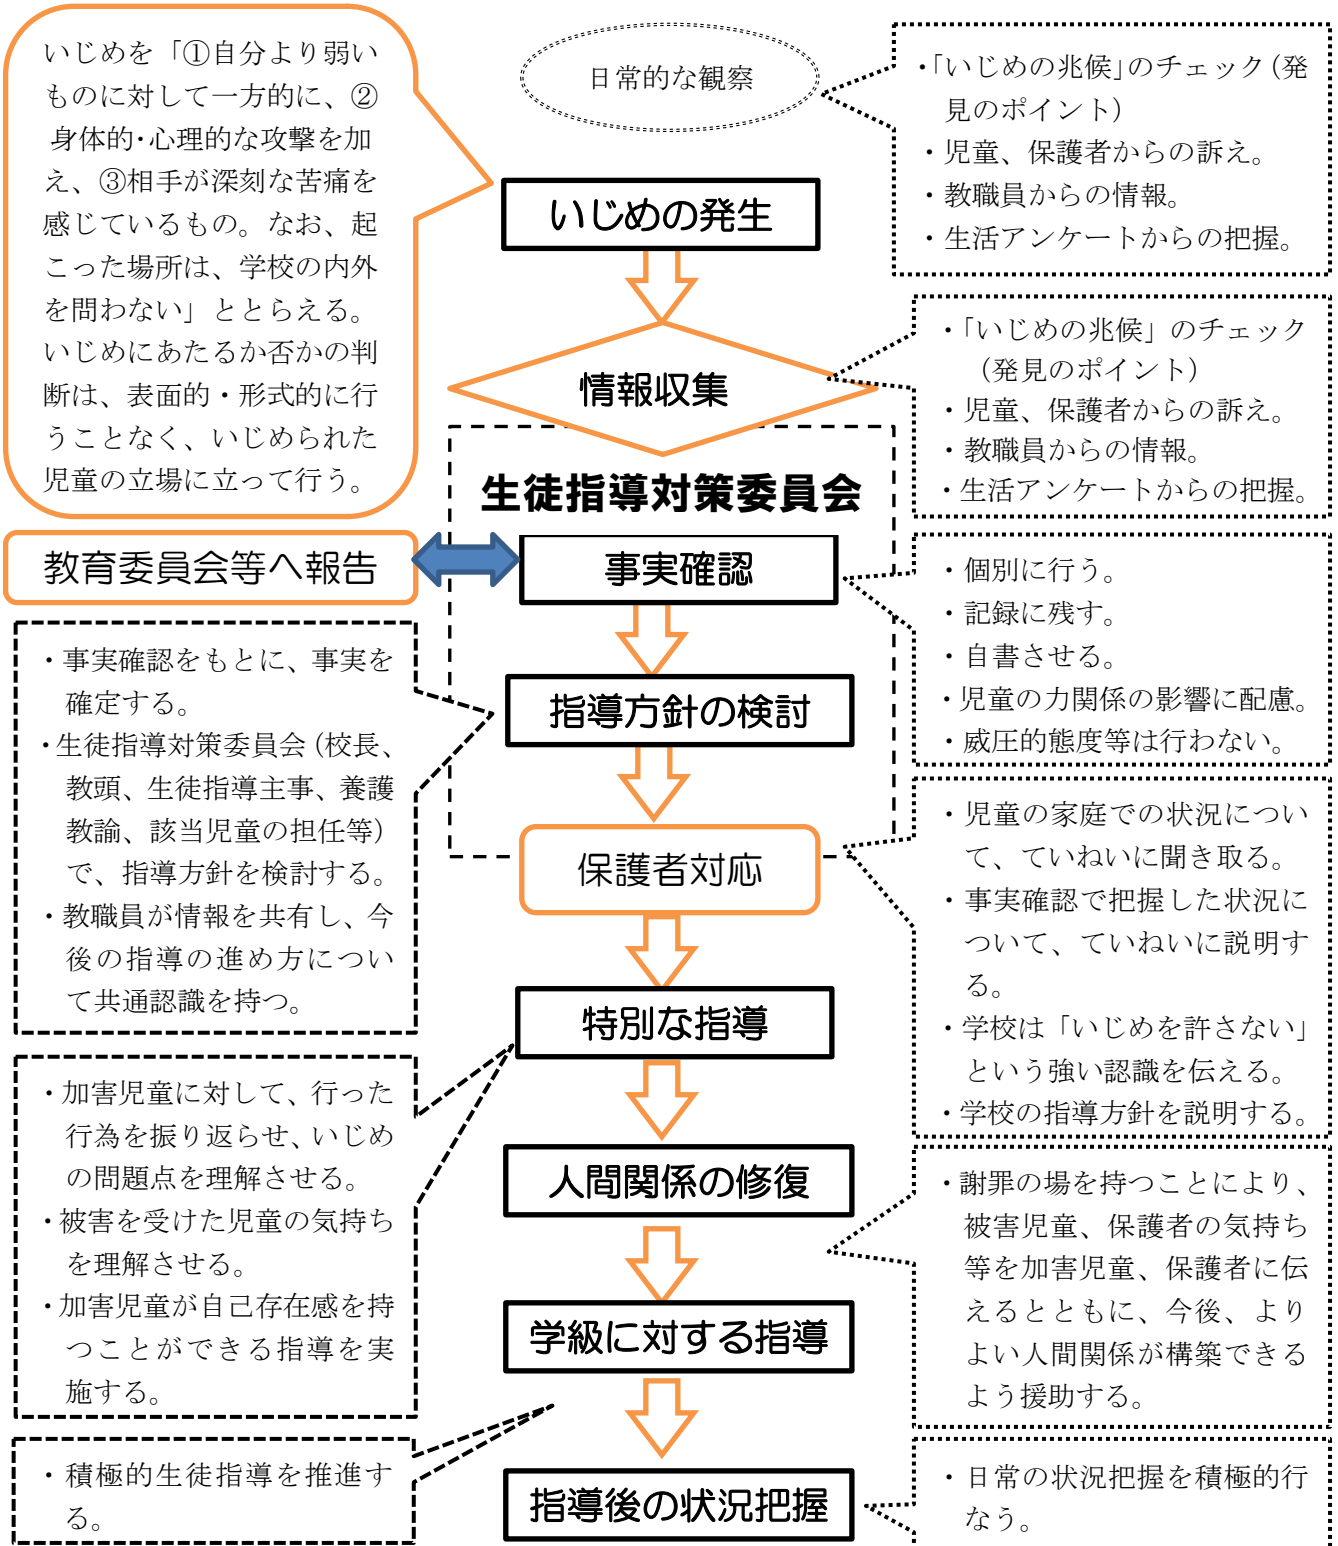 いじめを「①自分より弱い
ものに対して一方的に、②
身体的・心理的な攻撃を加
え、③相手が深刻な苦痛を
感じているもの。なお、起
こった場所は、学校の内外
を問わない」ととらえる。
いじめにあたるか否かの判
断は、表面的・形式的に行
うことなく、いじめられた
児童の立場に立って行う。
日常的な観察
・「いじめの兆候」のチェック（発
見のポイント）
・児童、保護者からの訴え。
・教職員からの情報。
・生活アンケートからの把握。
いじめの発生
情報収集
・「いじめの兆候」のチェック
（発見のポイント）
・児童、保護者からの訴え。
・教職員からの情報。
・生活アンケートからの把握。
生徒指導対策委員会
教育委員会等へ報告
事実確認
・個別に行う。
・記録に残す。
・自書させる。
・児童の力関係の影響に配慮。
・威圧的態度等は行わない。
・事実確認をもとに、事実を
確定する。
・生徒指導対策委員会（校長、
教頭、生徒指導主事、養護
教諭、該当児童の担任等）
で、指導方針を検討する。
・教職員が情報を共有し、今
後の指導の進め方につい
て共通認識を持つ。
指導方針の検討
保護者対応
・児童の家庭での状況につい
て、ていねいに聞き取る。
・事実確認で把握した状況に
ついて、ていねいに説明す
る。
・学校は「いじめを許さない」
という強い認識を伝える。
・学校の指導方針を説明する。
特別な指導
・加害児童に対して、行った
行為を振り返らせ、いじめ
の問題点を理解させる。
・被害を受けた児童の気持ち
を理解させる。
・加害児童が自己存在感を持
つことができる指導を実
施する。
人間関係の修復
・謝罪の場を持つことにより、
被害児童、保護者の気持ち
等を加害児童、保護者に伝
えるとともに、今後、より
よい人間関係が構築できる
よう援助する。
学級に対する指導
・積極的生徒指導を推進す
る。
指導後の状況把握
・日常の状況把握を積極的行
なう。